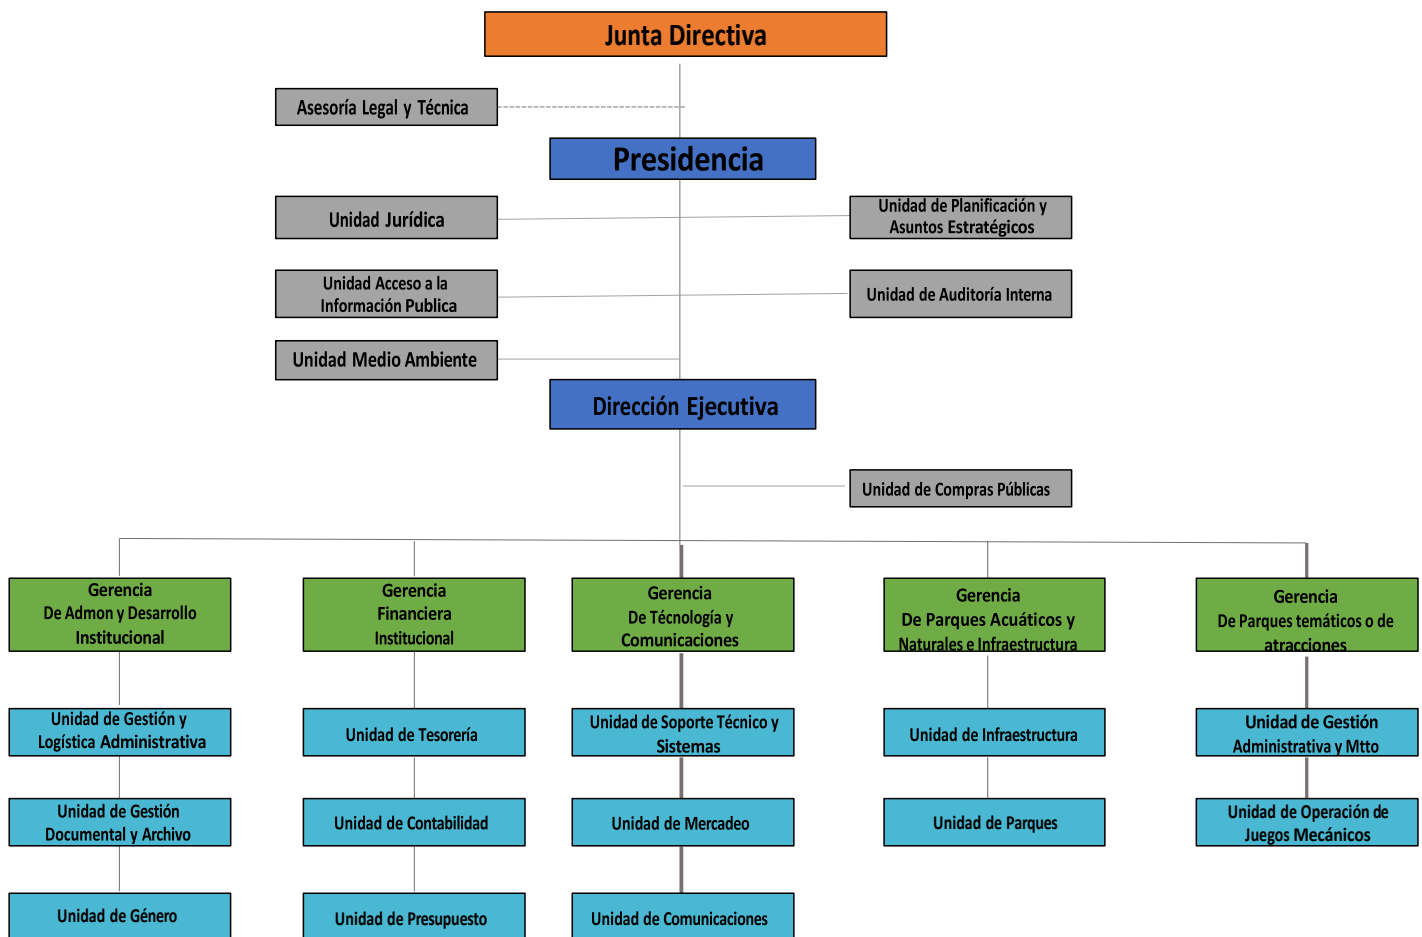 Junta Directiva
Asesoría Legal y Técnica
Presidencia
Unidad Jurídica
Unidad de Planificación y
Asuntos Estratégicos
Unidad Acceso a la
Información Publica
Unidad de Auditoría Interna
Unidad Medio Ambiente
Dirección Ejecutiva
Unidad de Compras Públicas
Gerencia
De Admon y Desarrollo
Institucional
Gerencia
Financiera
Institucional
Gerencia
De Técnología y
Comunicaciones
Gerencia
De Parques Acuáticos y
Naturales e Infraestructura
Gerencia
De Parques temáticos o de
atracciones
Unidad de Gestión y
Logística Administrativa
Unidad de Tesorería
Unidad de Soporte Técnico y
Sistemas
Unidad de Infraestructura
Unidad de Gestión
Administrativa y Mtto
Unidad de Gestión
Documental y Archivo
Unidad de Contabilidad
Unidad de Mercadeo
Unidad de Parques
Unidad de Operación de
Juegos Mecánicos
Unidad de Género
Unidad de Presupuesto
Unidad de Comunicaciones